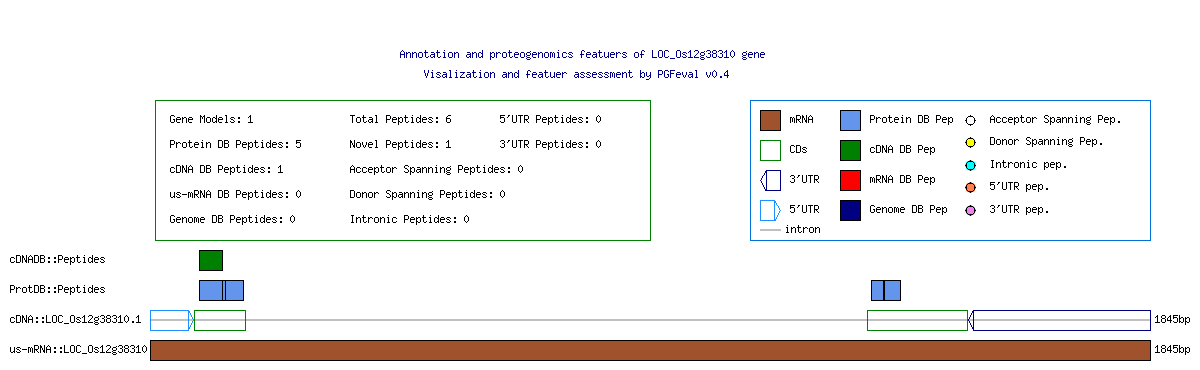 Annotation and proteogenomics featuers of LOC_Os12g38310 gene
Visalization and featuer assessment by PGFeval v0.4
Gene Models: 1
Total Peptides: 6
5'UTR Peptides: 0
Protein DB Peptides: 5
Novel Peptides: 1
3'UTR Peptides: 0
cDNA DB Peptides: 1
Acceptor Spanning Peptides: 0
us-mRNA DB Peptides: 0
Donor Spanning Peptides: 0
Genome DB Peptides: 0
Intronic Peptides: 0
mRNA
Protein DB Pep
Acceptor Spanning Pep.
CDs
cDNA DB Pep
Donor Spanning Pep.
3'UTR
mRNA DB Pep
Intronic pep.
5'UTR
Genome DB Pep
5'UTR pep.
3'UTR pep.
intron
cDNADB::Peptides
ProtDB::Peptides
cDNA::LOC_Os12g38310.1
1845bp
us-mRNA::LOC_Os12g38310
1845bp